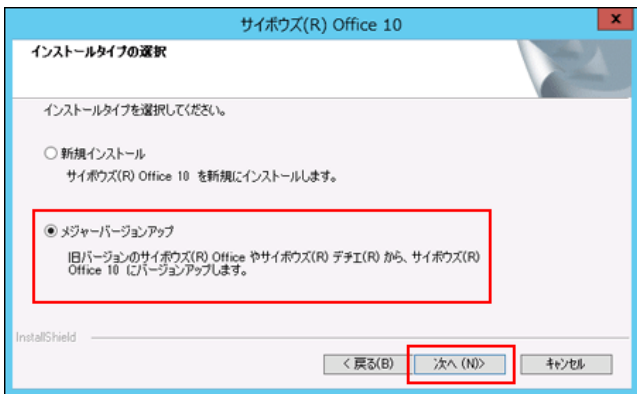 サイボウズ(R) Office 10
x
インストールタイプの選択
インストールタイプを選択してください。
新規インストール
サイボウズ(R) Office 10 を新規にインストールします。
メジャーバージョンアップ
旧バージョンのサイボウズ(R) Office やサイボウズ(R) デヂエ(R) から、サイボウズ(R)
Office 10 にバージョンアップします。
InstallShield
< 戻る(B)
次へ (N)>
キャンセル